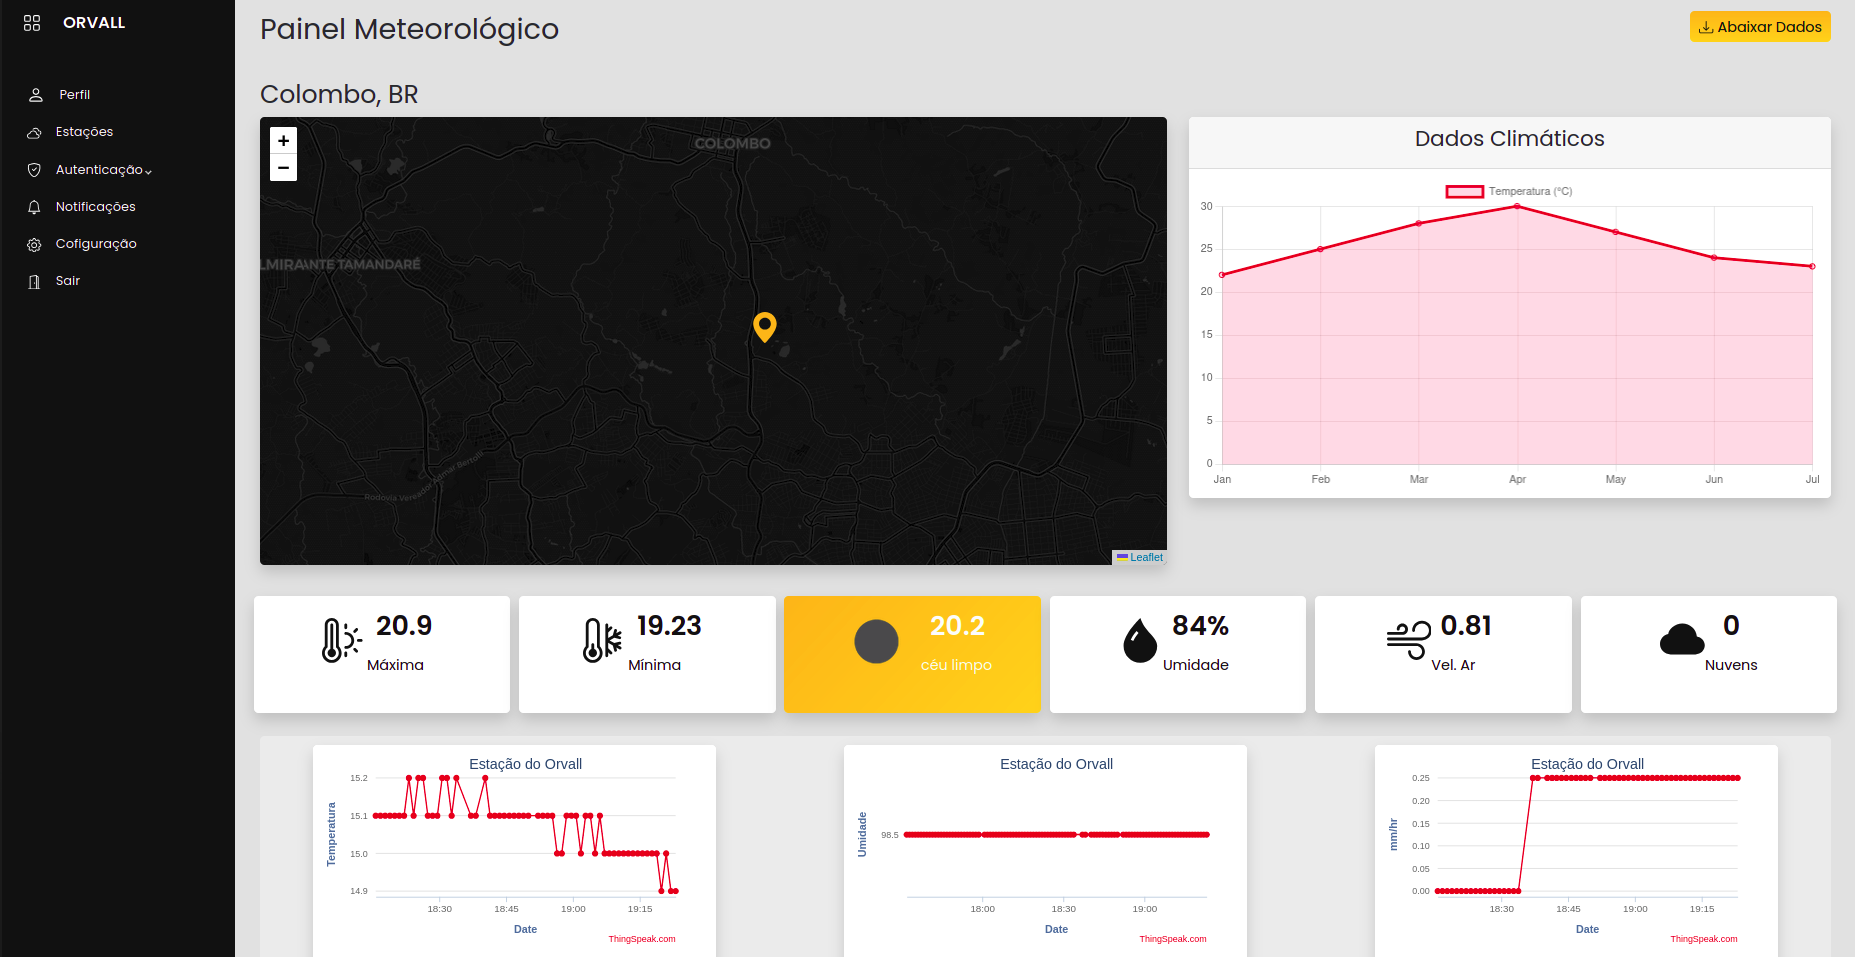 ORVALL
Perfil
Estações
Autenticação
Notificações
Cofiguração
Sair
Painel Meteorológico
Abaixar Dados
Colombo, BR
+
−
COLOMBO
LMIRANTE TAMANDARÉ
Rodovia Vereador Admar Bertolli
Leaflet
Dados Climáticos
Temperatura (°C)
30
25
20
15
10
5
0
Jan Feb Mar Apr May Jun Jul
20.9
Máxima
19.23
Mínima
20.2
céu limpo
84%
Umidade
0.81
Vel. Ar
0
Nuvens
Estação do Orvall
Temperatura
15.2
15.1
15.0
14.9
18:30 18:45 19:00 19:15
Date
ThingSpeak.com
Estação do Orvall
Umidade
98.5
18:00 18:30 19:00
Date
ThingSpeak.com
Estação do Orvall
mm/hr
0.25
0.20
0.15
0.10
0.05
0.00
18:30 18:45 19:00 19:15
Date
ThingSpeak.com